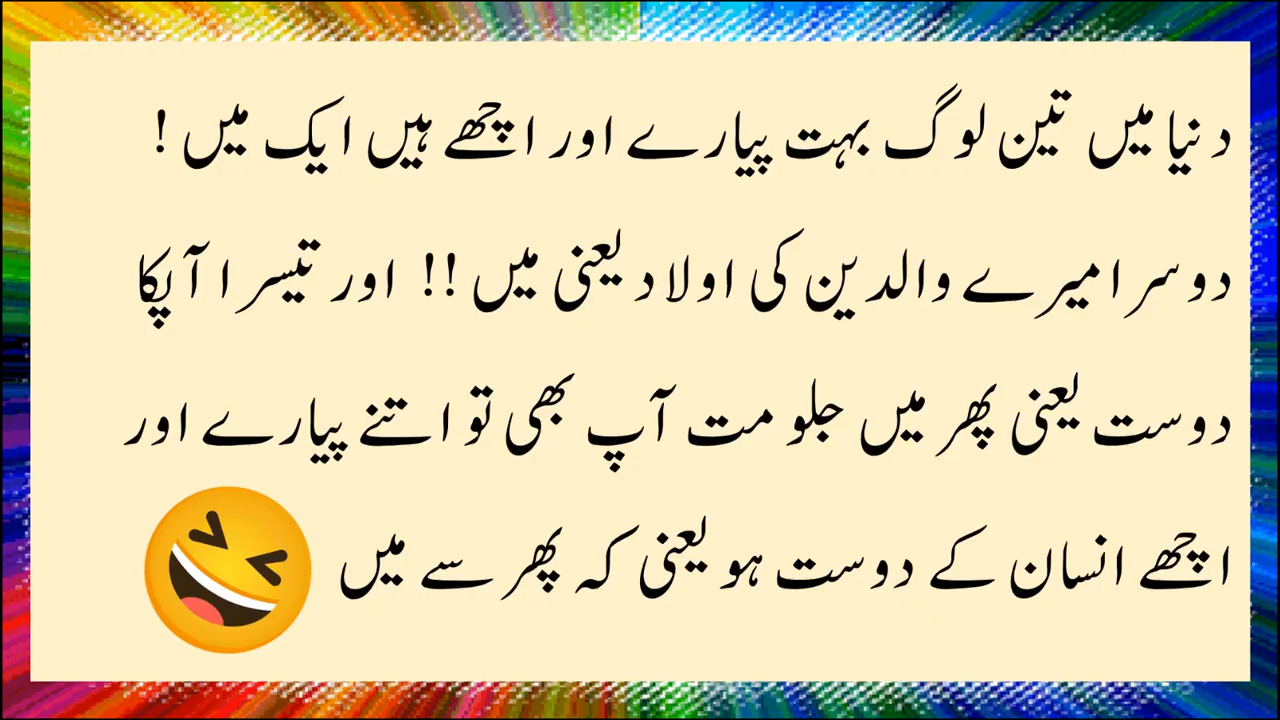 دنیا میں تین لوگ بہت پیارے اور اچھے ہیں ایک میں !
دوسرا میرے والدین کی اولاد یعنی میں !! اور تیسرا آپکا
دوست یعنی پھر میں جلو مت آپ بھی تو اتنے پیارے اور
اچھے انسان کے دوست ہو یعنی کہ پھر سے میں